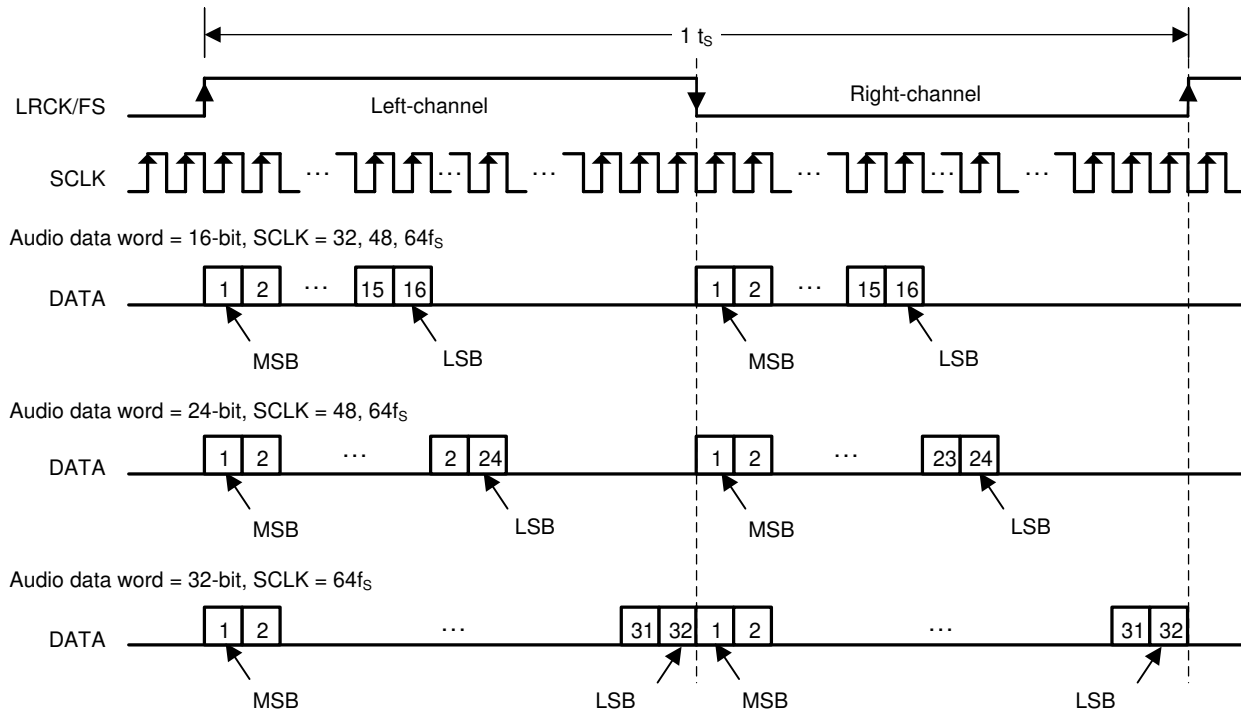 1 tS
LRCK/FS Left-channel Right-channel
SCLK ... ... ... ... ... ...
Audio data word = 16-bit, SCLK = 32, 48, 64fS
DATA 1 2 ... 15 16 1 2 ... 15 16
MSB LSB MSB LSB
Audio data word = 24-bit, SCLK = 48, 64fS
DATA 1 2 ... 2 24 1 2 ... 23 24
MSB LSB MSB LSB
Audio data word = 32-bit, SCLK = 64fS
DATA 1 2 ... 31 32 1 2 ... 31 32
MSB LSB MSB LSB